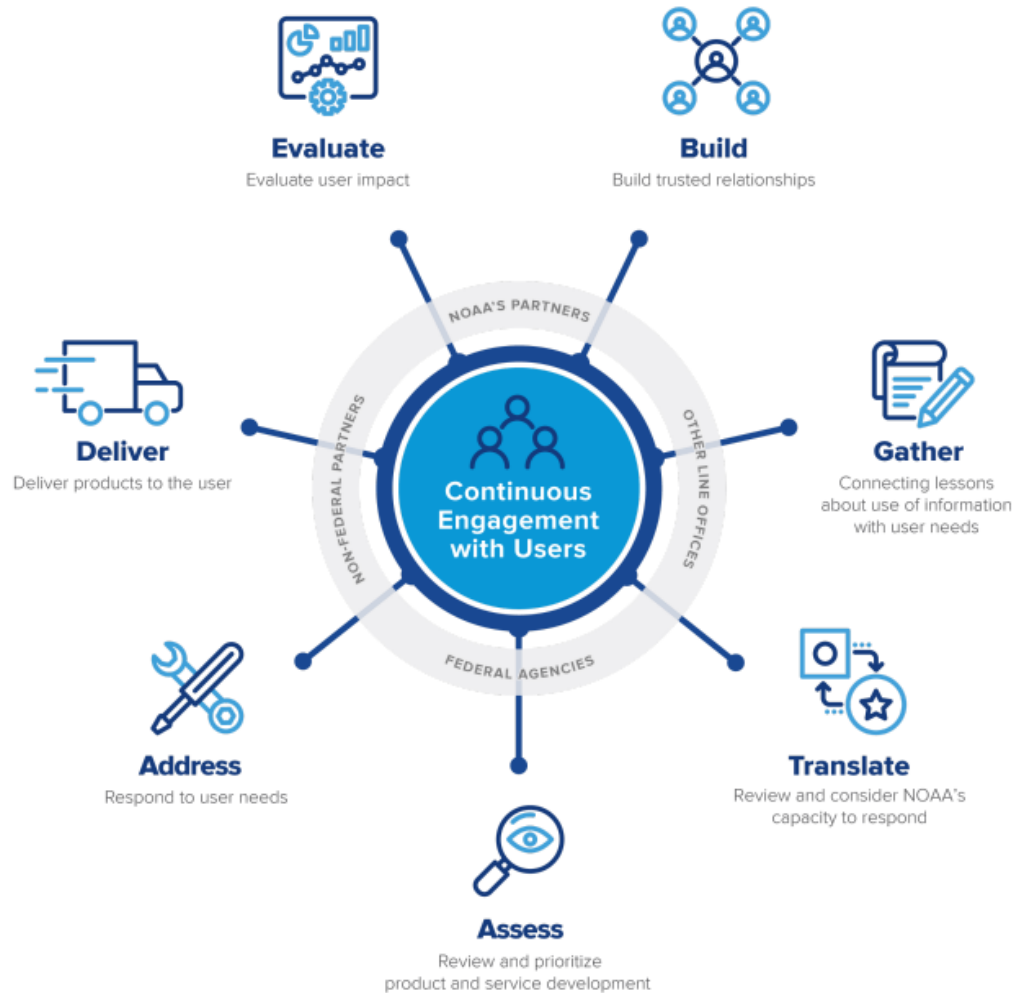 Evaluate
Evaluate user impact
Build
Build trusted relationships
NOAA'S PARTNERS
Deliver
Deliver products to the user
NON-FEDERAL PARTNERS
Continuous
Engagement
with Users
OTHER LINE OFFICES
Gather
Connecting lessons
about use of information
with user needs
FEDERAL AGENCIES
Address
Respond to user needs
Translate
Review and consider NOAA's
capacity to respond
Assess
Review and prioritize
product and service development